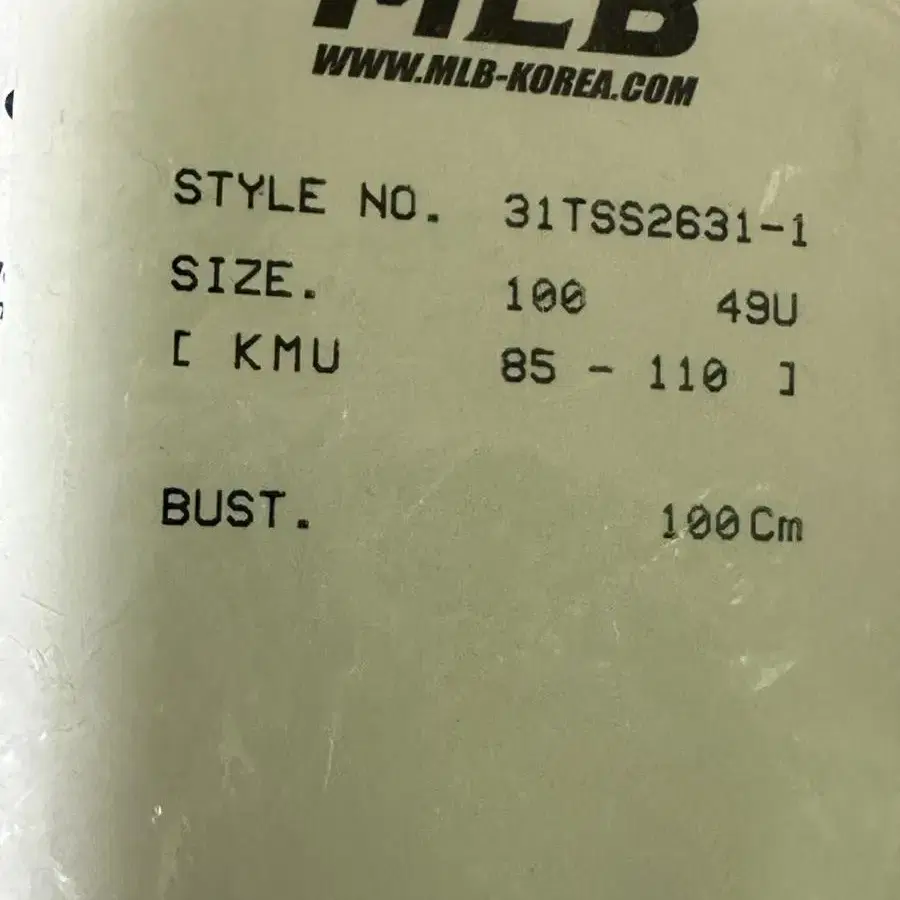 MLB
WWW.MLB-KOREA.COM
STYLE NO. 31TSS2631-1
SIZE. 100 49U
[ KMU 85 - 110 ]
BUST. 100Cm